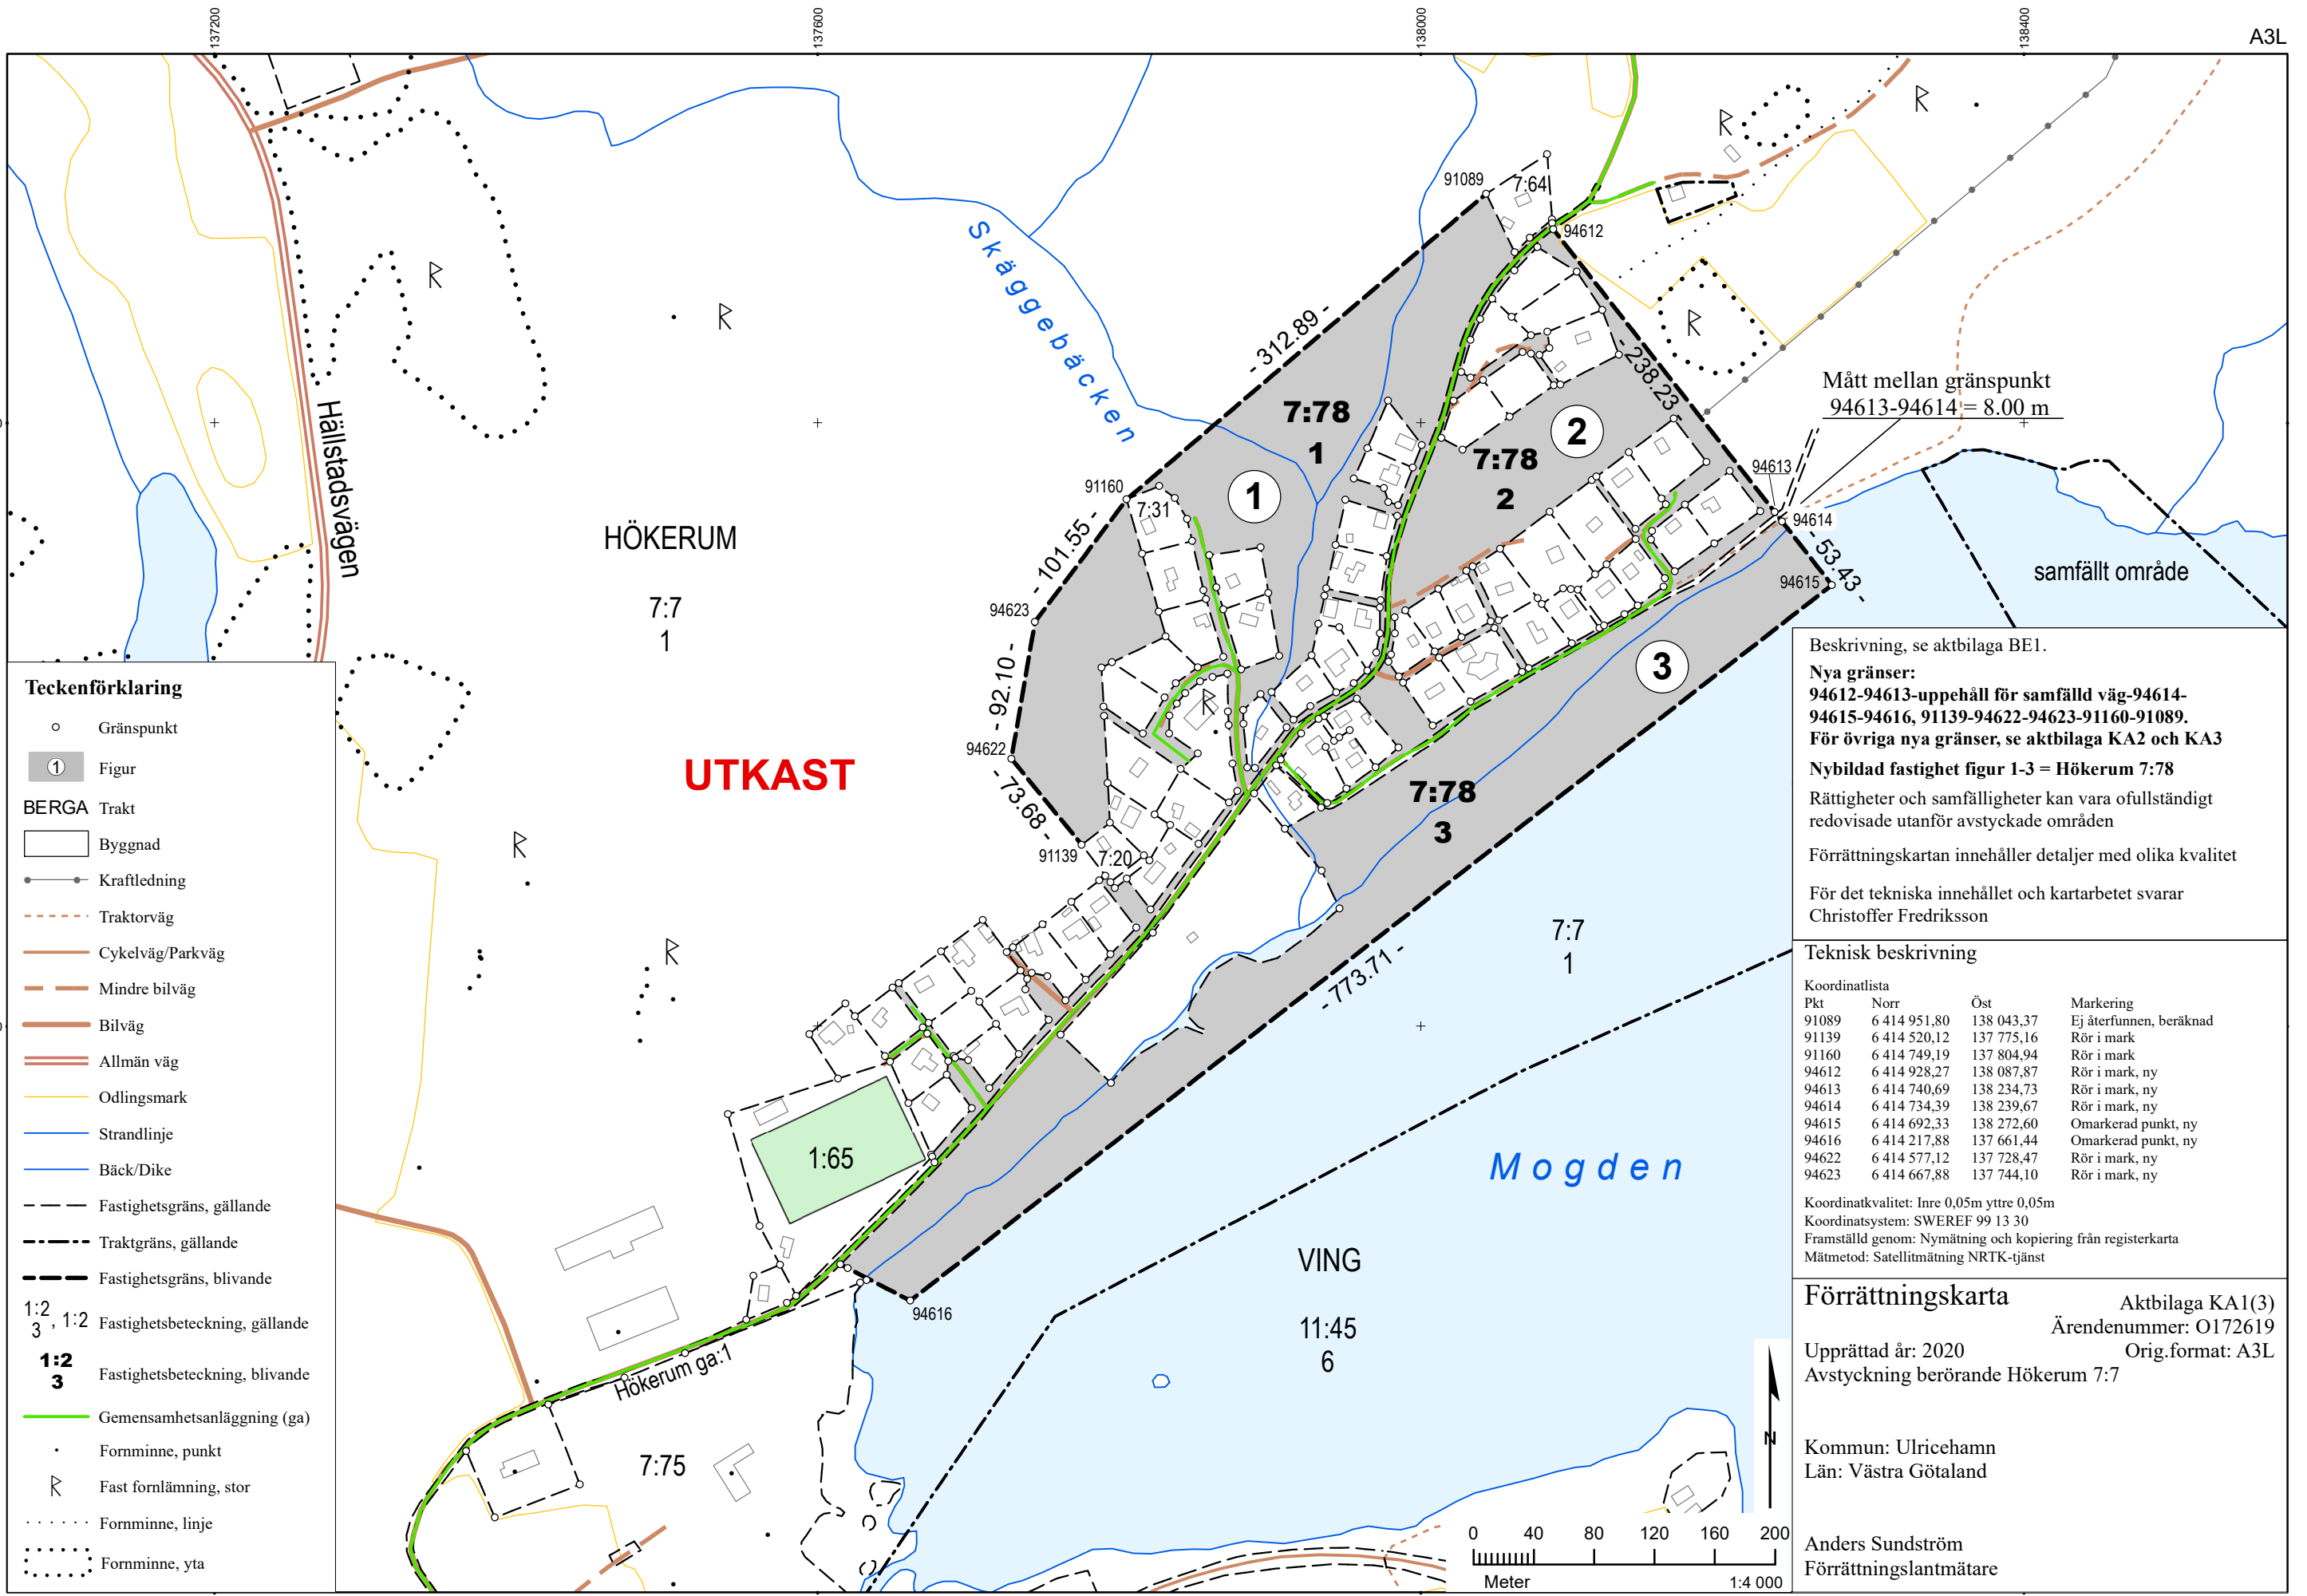 137200
137600
138000
138400
A3L
91089
7:64
94612
Skäggebäcken
- 312.89 -
- 238.23 -
Mått mellan gränspunkt
94613-94614 = 8.00 m
7:78
1
2
7:78
2
Hällstadsvägen
91160
7:31
1
94613
94614
- 53.43 -
94615
samfällt område
HÖKERUM
- 101.55 -
7:7
1
94623
3
- 92.10 -
94622
UTKAST
- 73.68 -
7:78
3
91139
7:20
7:7
1
- 773.71 -
1:65
Mogden
VING
11:45
6
94616
Hökerum ga:1
7:75
Teckenförklaring
Gränspunkt
1 Figur
BERGA Trakt
Byggnad
Kraftledning
Traktorväg
Cykelväg/Parkväg
Mindre bilväg
Bilväg
Allmän väg
Odlingsmark
Strandlinje
Bäck/Dike
Fastighetsgräns, gällande
Traktgräns, gällande
Fastighetsgräns, blivande
1:2
3 , 1:2 Fastighetsbeteckning, gällande
1:2
3 Fastighetsbeteckning, blivande
Gemensamhetsanläggning (ga)
Fornminne, punkt
R Fast fornlämning, stor
Fornminne, linje
Fornminne, yta
Beskrivning, se aktbilaga BE1.
Nya gränser:
94612-94613-uppehåll för samfälld väg-94614-
94615-94616, 91139-94622-94623-91160-91089.
För övriga nya gränser, se aktbilaga KA2 och KA3
Nybildad fastighet figur 1-3 = Hökerum 7:78
Rättigheter och samfälligheter kan vara ofullständigt
redovisade utanför avstyckade områden
Förrättningskartan innehåller detaljer med olika kvalitet
För det tekniska innehållet och kartarbetet svarar
Christoffer Fredriksson
Teknisk beskrivning
Koordinatlista
Pkt Norr Öst Markering
91089 6 414 951,80 138 043,37 Ej återfunnen, beräknad
91139 6 414 520,12 137 775,16 Rör i mark
91160 6 414 749,19 137 804,94 Rör i mark
94612 6 414 928,27 138 087,87 Rör i mark, ny
94613 6 414 740,69 138 234,73 Rör i mark, ny
94614 6 414 734,39 138 239,67 Rör i mark, ny
94615 6 414 692,33 138 272,60 Omarkerad punkt, ny
94616 6 414 217,88 137 661,44 Omarkerad punkt, ny
94622 6 414 577,12 137 728,47 Rör i mark, ny
94623 6 414 667,88 137 744,10 Rör i mark, ny
Koordinatkvalitet: Inre 0,05m yttre 0,05m
Koordinatsystem: SWEREF 99 13 30
Framställd genom: Nymätning och kopiering från registerkarta
Mätmetod: Satellitmätning NRTK-tjänst
Förrättningskarta
Aktbilaga KA1(3)
Ärendenummer: O172619
Upprättad år: 2020 Orig.format: A3L
Avstyckning berörande Hökerum 7:7
Kommun: Ulricehamn
Län: Västra Götaland
Anders Sundström
Förrättningslantmätare
N
0 40 80 120 160 200
Meter 1:4 000